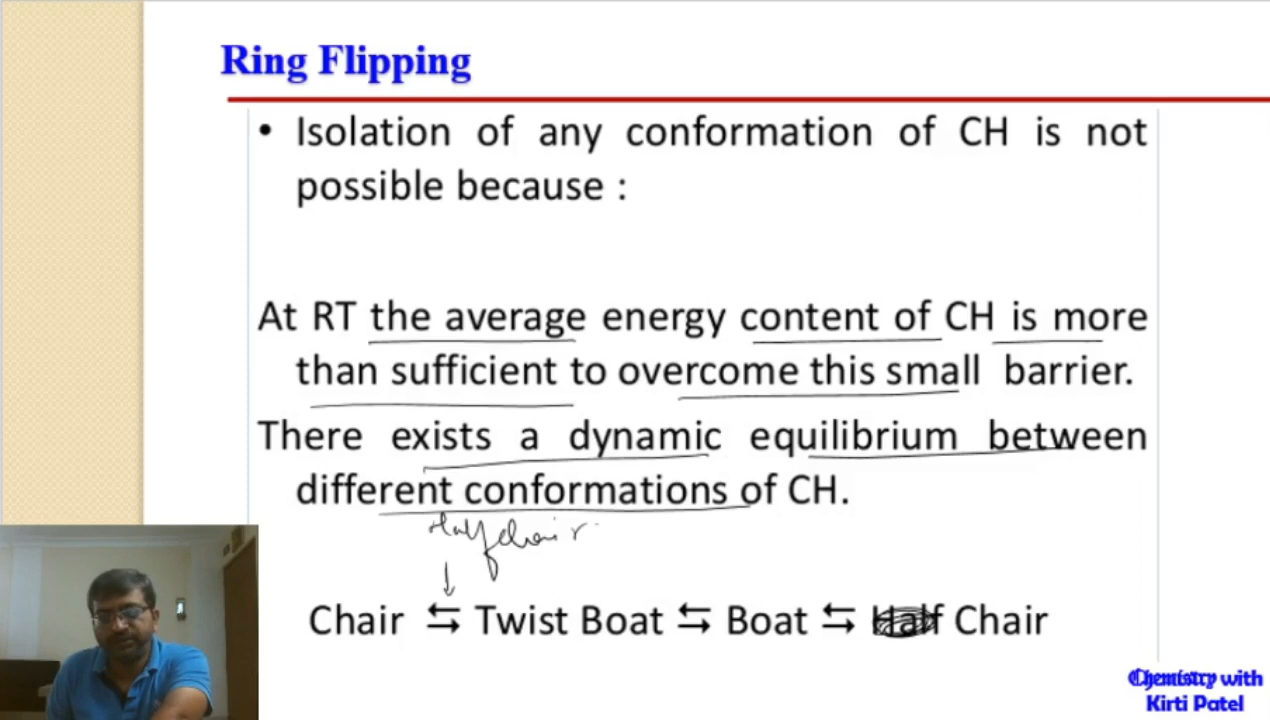 Ring Flipping
• Isolation of any conformation of CH is not
possible because :
At RT the average energy content of CH is more
than sufficient to overcome this small barrier.
There exists a dynamic equilibrium between
different conformations of CH.
Half chair
↓
Chair ⇆ Twist Boat ⇆ Boat ⇆ Half Chair
Chemistry with
Kirti Patel